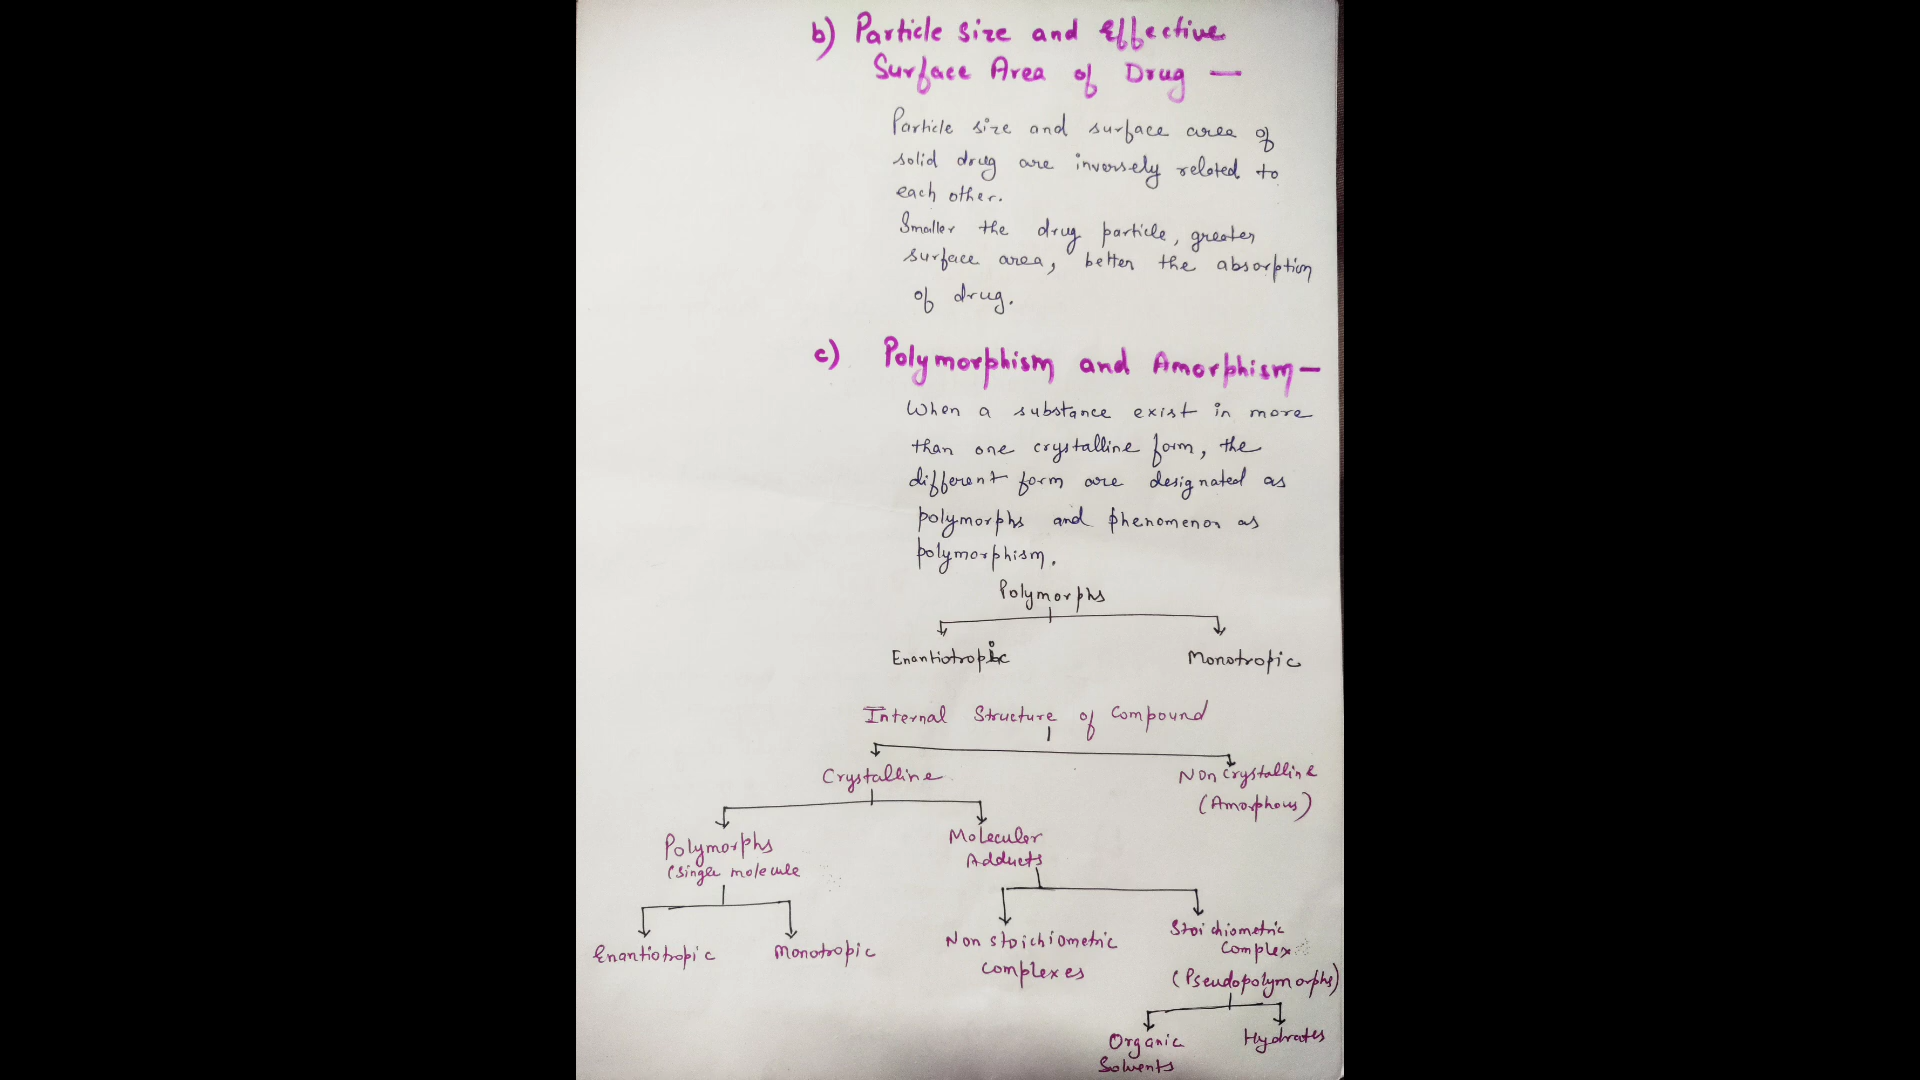 b) Particle size and Effective
Surface Area of Drug —
Particle size and surface area of
solid drug are inversely related to
each other.
Smaller the drug particle, greater
surface area, better the absorption
of drug.
c) Polymorphism and Amorphism —
When a substance exist in more
than one crystalline form, the
different form are designated as
polymorphs and phenomenon as
polymorphism.
Polymorphs
Enantiotropic Monotropic
Internal Structure of Compound
Crystalline Non Crystalline
(Amorphous)
Polymorphs Molecular
(Single molecule Adducts
Enantiotropic Monotropic Non stoichiometric Stoichiometric
complexes Complex
(Pseudopolymorphs)
Organic Hydrates
Solvents